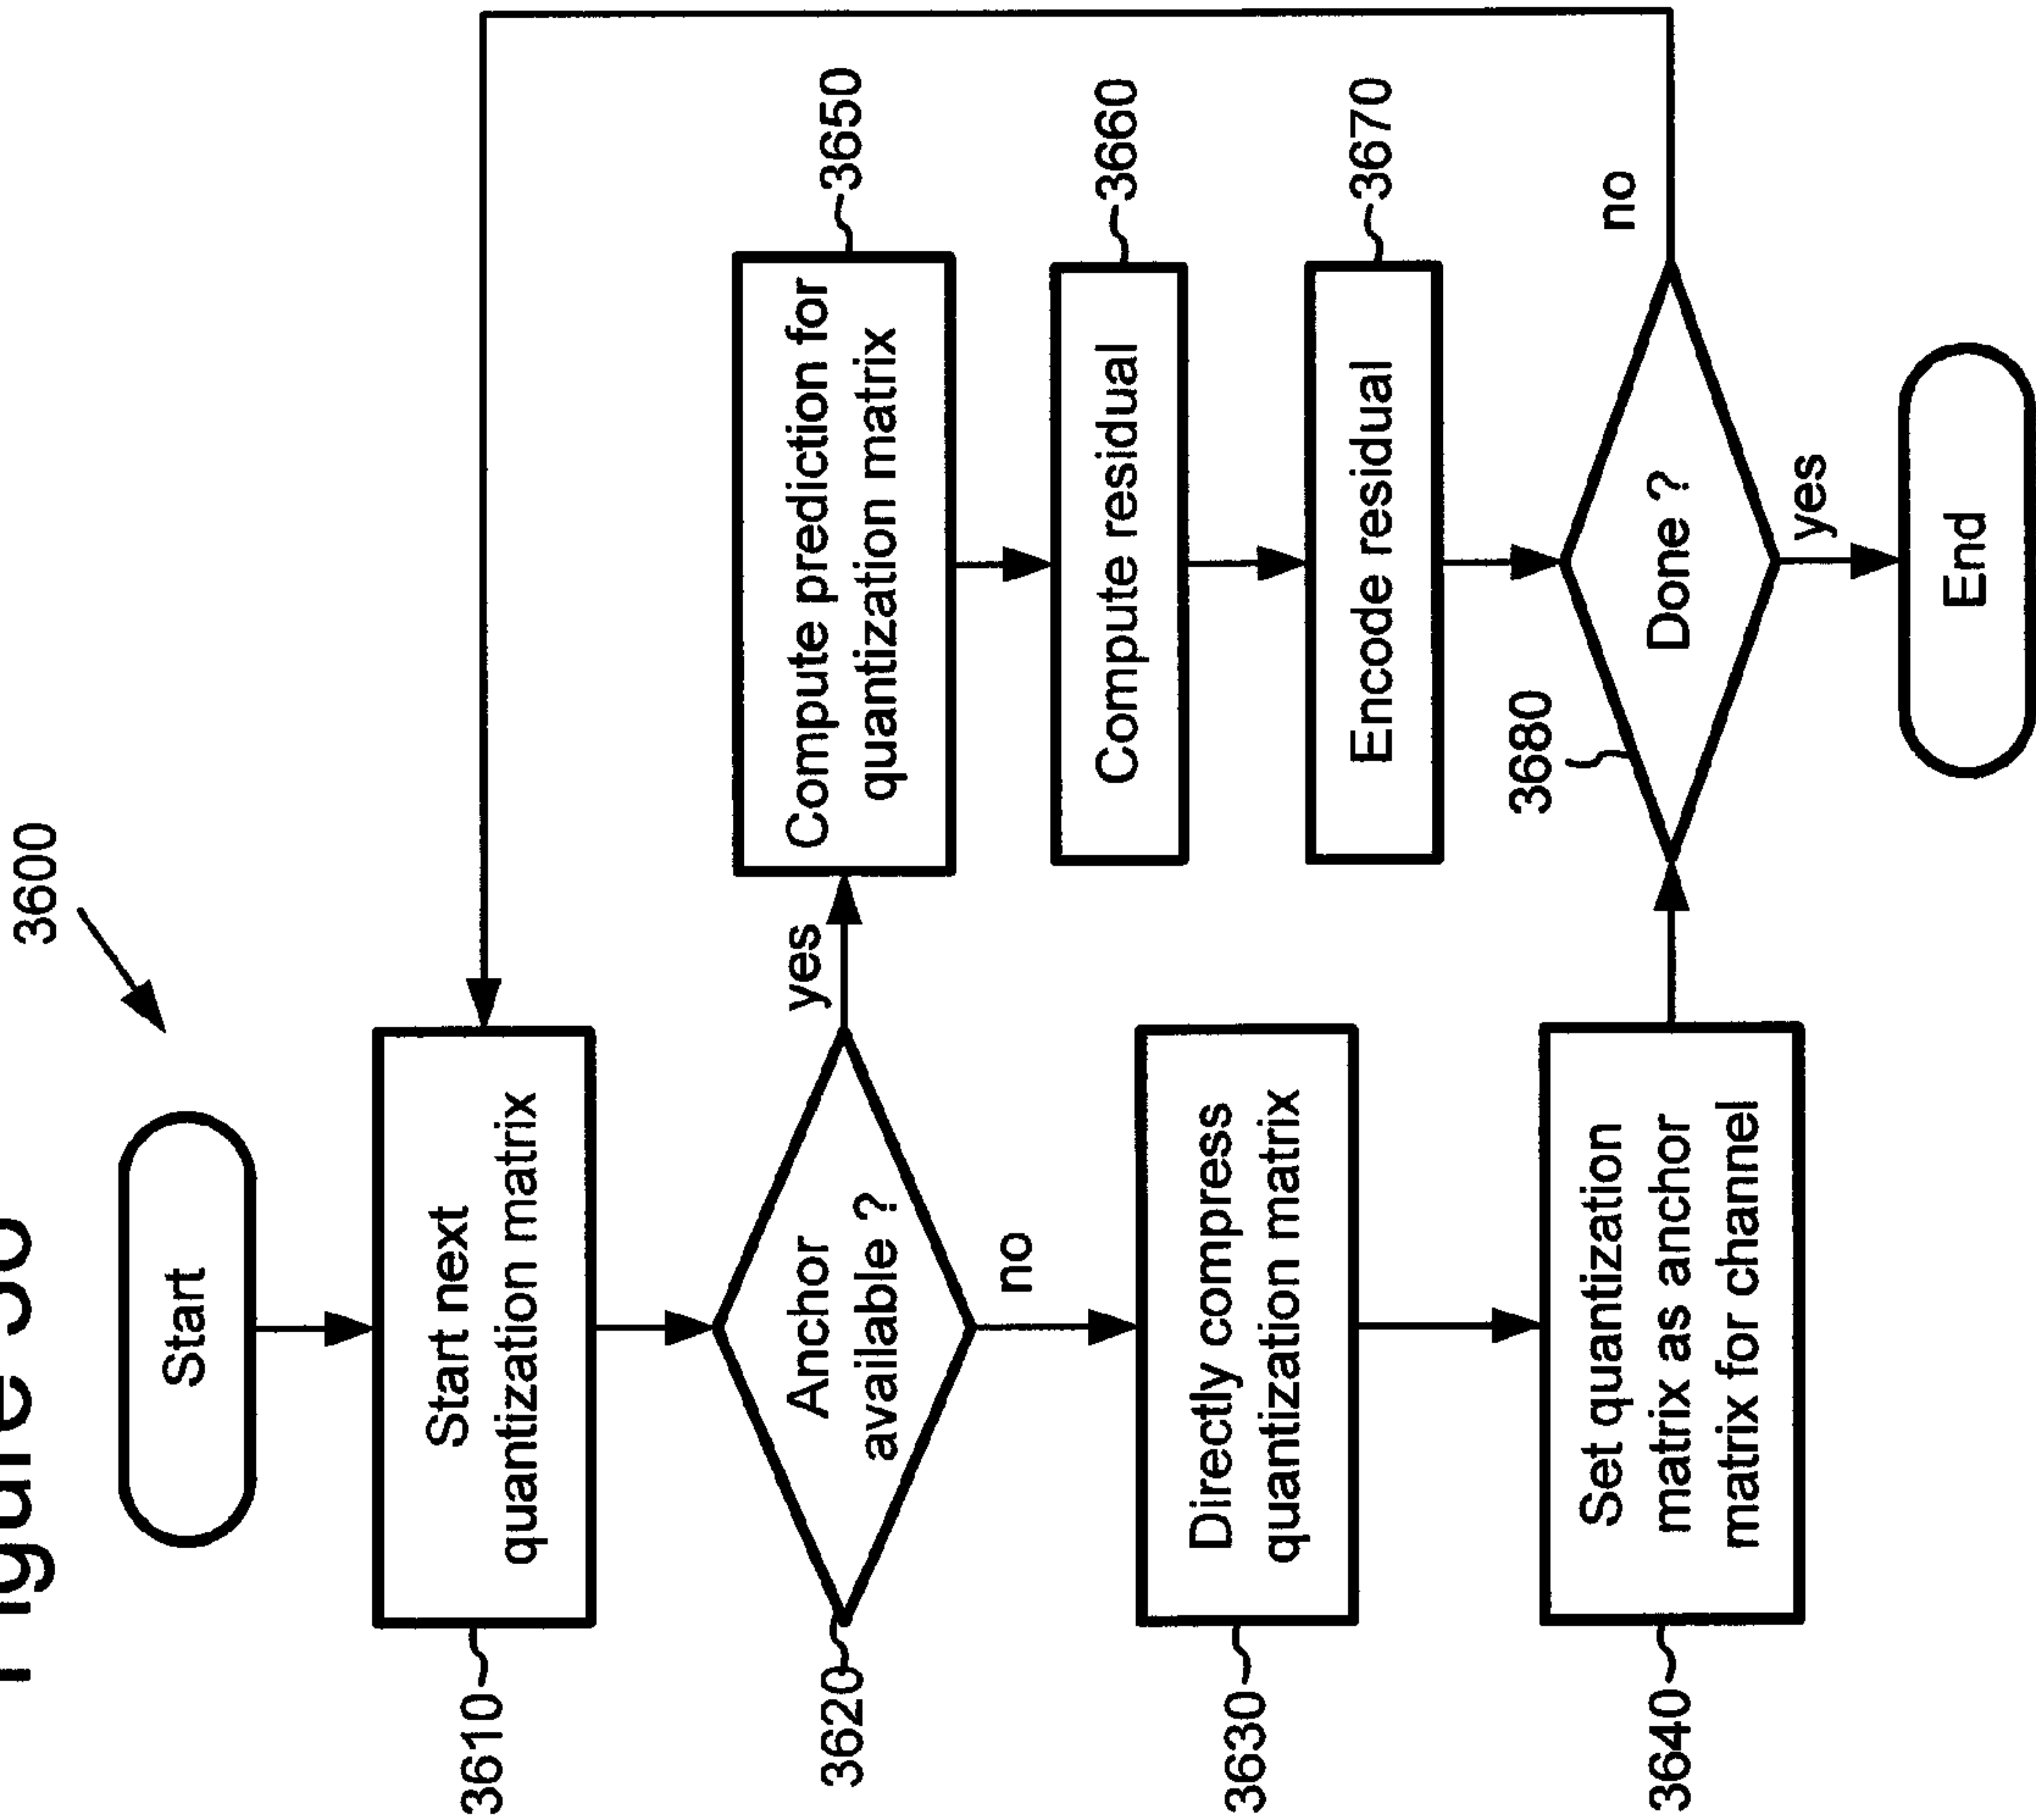 3600
Start
3610
Start next
quantization matrix
3620
Anchor
available ?
yes
no
3630
Directly compress
quantization matrix
3640
Set quantization
matrix as anchor
matrix for channel
3650
Compute prediction for
quantization matrix
3660
Compute residual
3670
Encode residual
3680
Done ?
no
yes
End